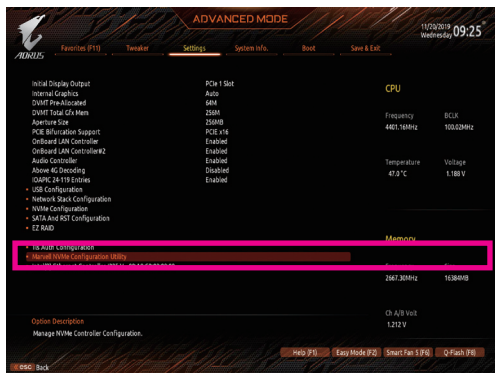 ADVANCED MODE
11/20/2019
Wednesday 09:25
AORUS
Favorites (F11) Tweaker Settings System Info. Boot Save & Exit
Initial Display Output PCIe 1 Slot
Internal Graphics Auto
DVMT Pre-Allocated 64M
DVMT Total Gfx Mem 256M
Aperture Size 256MB
PCIE Bifurcation Support PCIE x16
OnBoard LAN Controller Enabled
OnBoard LAN Controller#2 Enabled
Audio Controller Enabled
Above 4G Decoding Disabled
IOAPIC 24-119 Entries Enabled
USB Configuration
Network Stack Configuration
NVMe Configuration
SATA And RST Configuration
EZ RAID
Tls Auth Configuration
Marvell NVMe Configuration Utility
CPU
Frequency BCLK
4401.16MHz 100.02MHz
Temperature Voltage
47.0 °C 1.188 V
Memory
2667.30MHz 16384MB
Ch A/B Volt
1.212 V
Option Description
Manage NVMe Controller Configuration.
Help (F1) Easy Mode (F2) Smart Fan 5 (F6) Q-Flash (F8)
esc Back